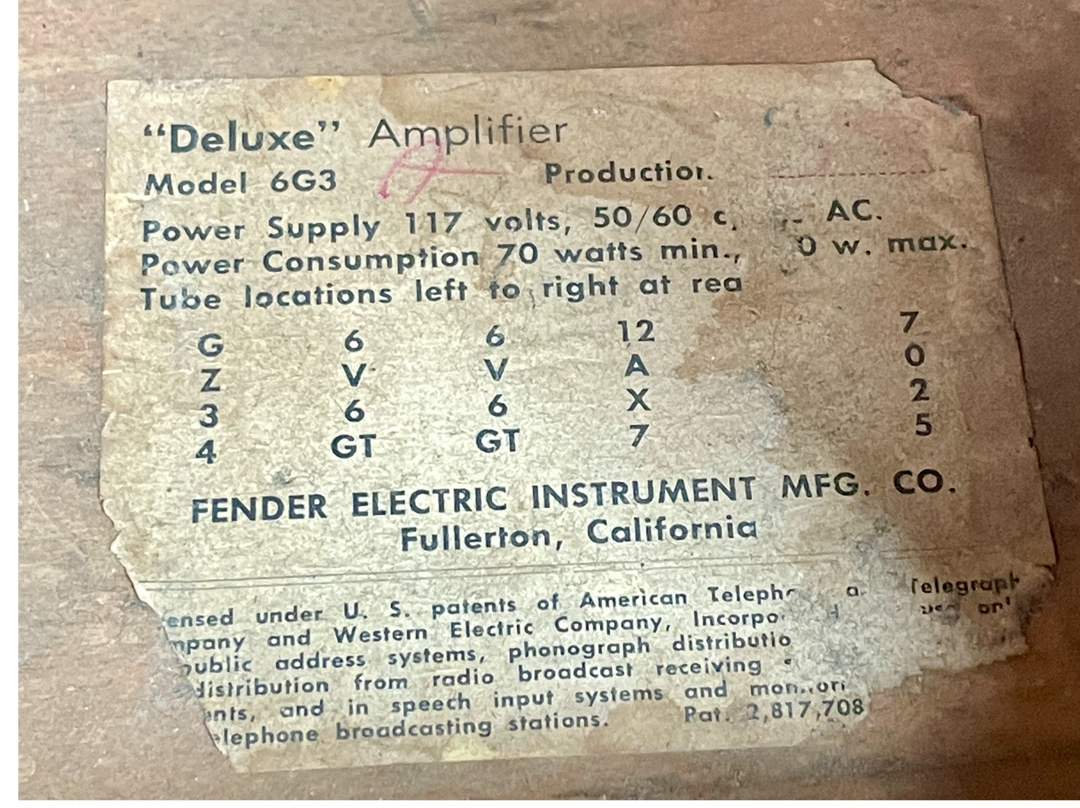 “Deluxe” Amplifier
Model 6G3 Production
Power Supply 117 volts, 50/60 AC.
Power Consumption 70 watts min., w. max.
Tube locations left to right at
G 6 6 12 7
Z V V A 0
3 6 6 X 2
4 GT GT 7 5
FENDER ELECTRIC INSTRUMENT MFG. CO.
Fullerton, California
under U. S. patents of American Telegraph
and Western Electric Company,
public address systems, phonograph
distribution from radio broadcast receiving
and in speech input systems and
broadcasting stations. Pat. 2,817,708